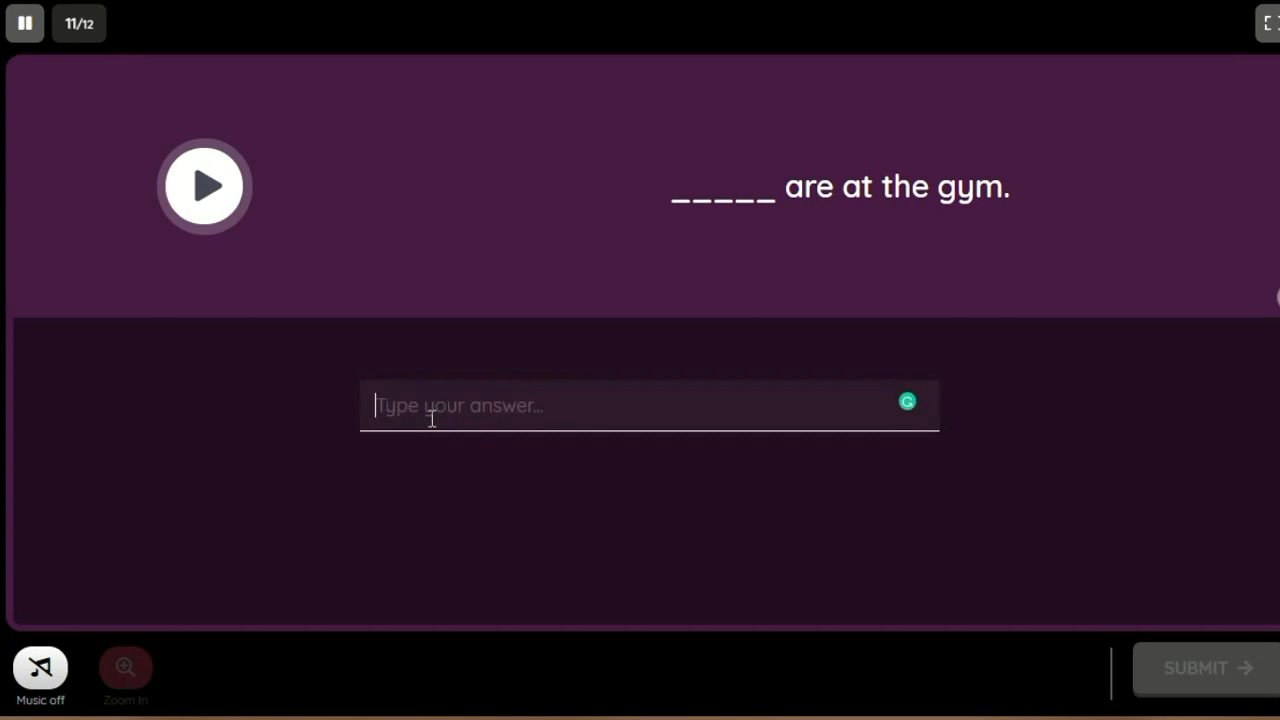 11/12
_____ are at the gym.
Type your answer...
Music off
Zoom In
SUBMIT